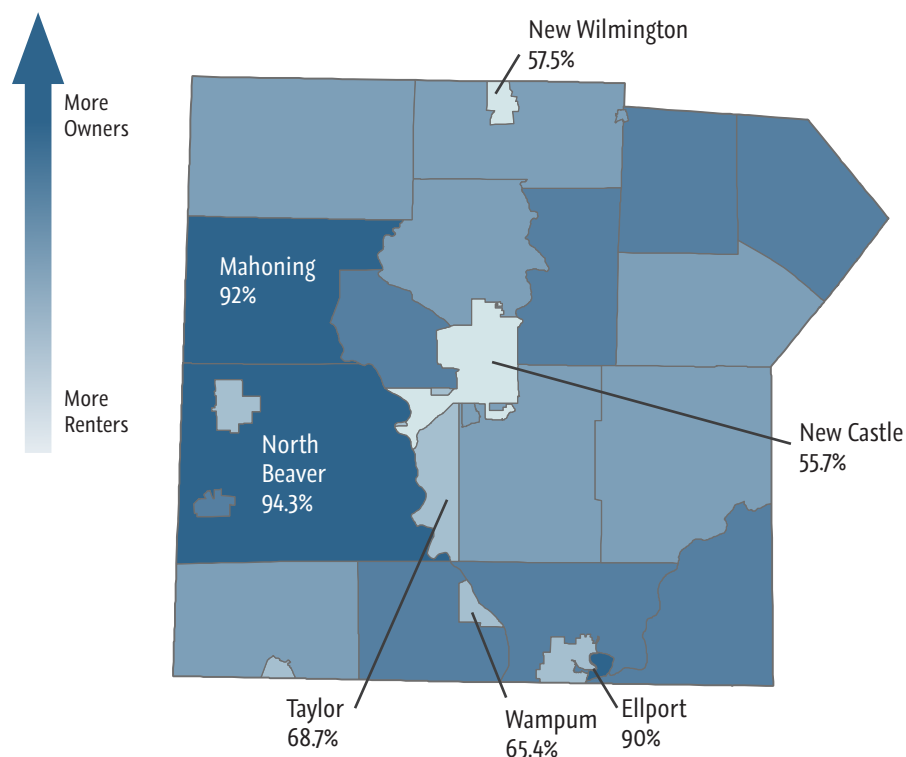 New Wilmington
57.5%
More
Owners
Mahoning
92%
More
Renters
North
Beaver
94.3%
New Castle
55.7%
Taylor
68.7%
Wampum
65.4%
Ellport
90%